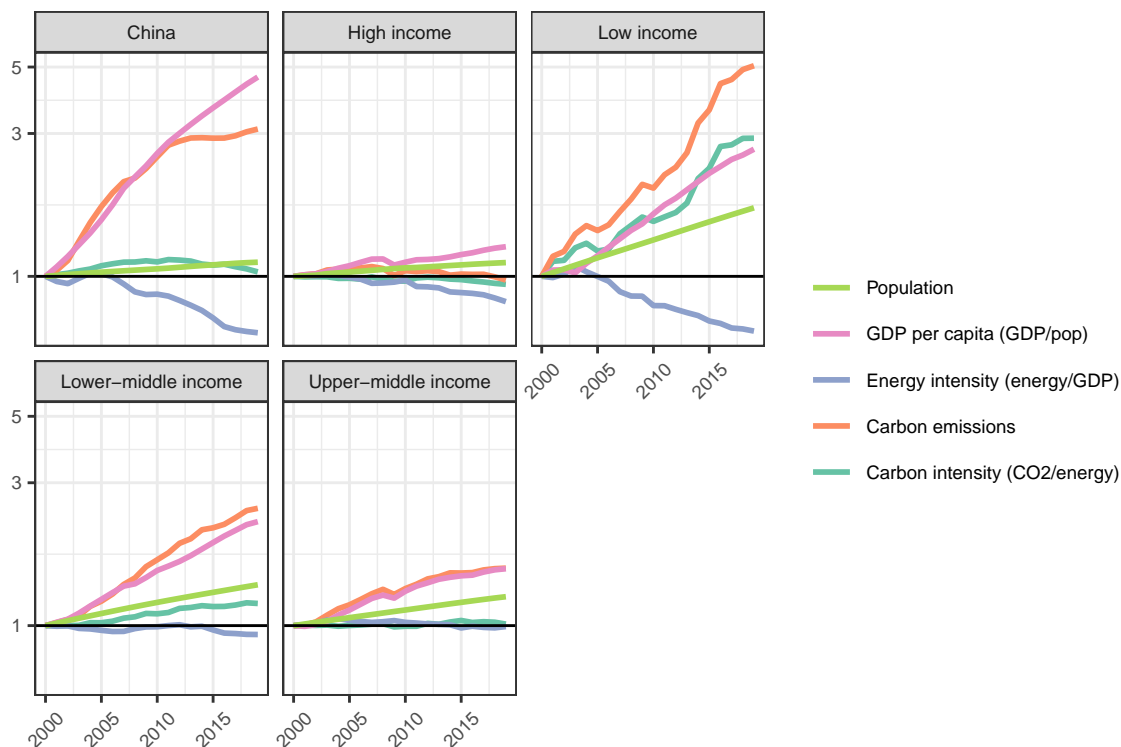 China
High income
Low income
5
3
1
2000
2005
2010
2015
Lower−middle income
Upper−middle income
5
3
1
2000
2005
2010
2015
2000
2005
2010
2015
Population
GDP per capita (GDP/pop)
Energy intensity (energy/GDP)
Carbon emissions
Carbon intensity (CO2/energy)